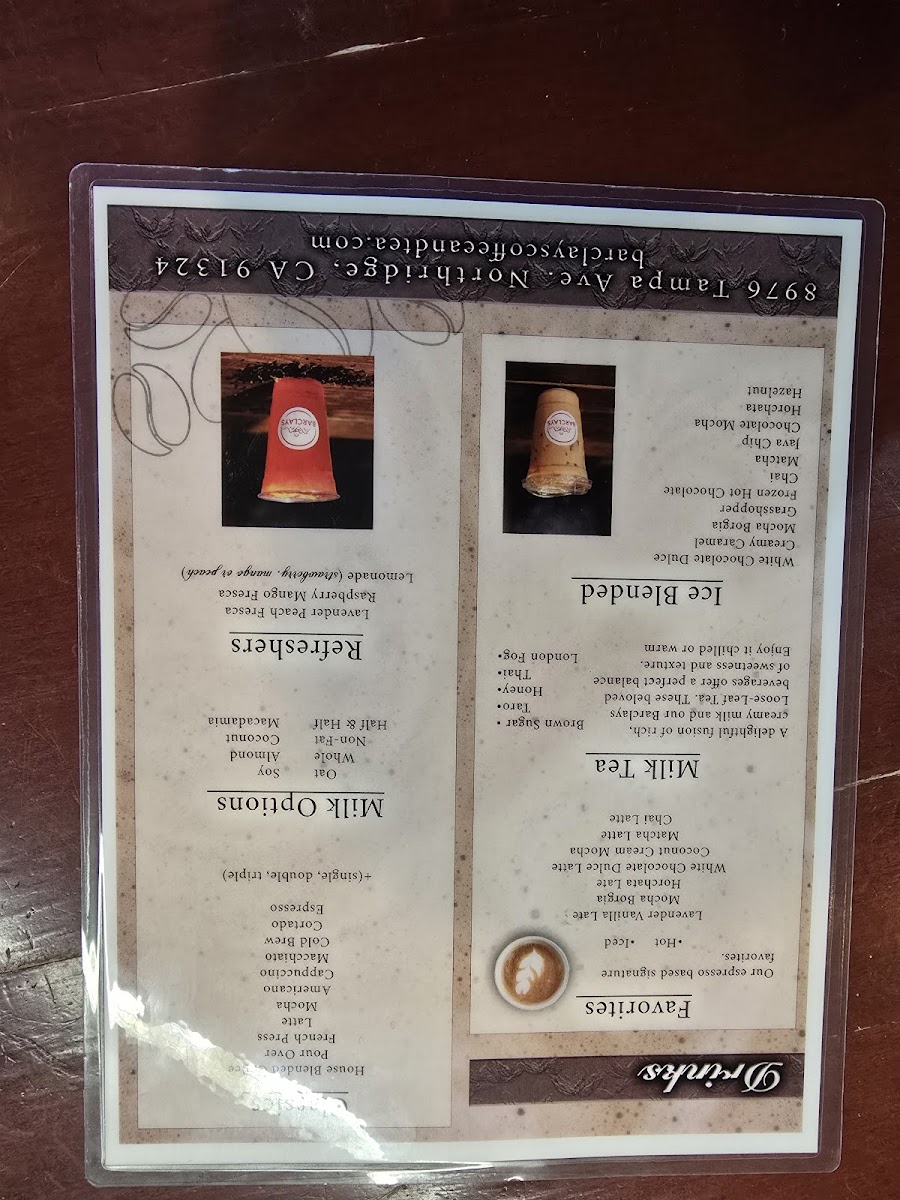 Drinks
Favorites
Our espresso based signature
favorites.
•Hot •Iced
Lavender Vanilla Late
Mocha Borgia
Horchata Late
White Chocolate Dulce Latte
Coconut Cream Mocha
Matcha Latte
Chai Latte
Milk Tea
A delightful fusion of rich,
creamy milk and our Barclays
Loose-Leaf Tea. These beloved
beverages offer a perfect balance
of sweetness and texture.
Enjoy it chilled or warm
Brown Sugar •
Taro•
Honey•
Thai•
London Fog•
Ice Blended
White Chocolate Dulce
Creamy Caramel
Mocha Borgia
Grasshopper
Frozen Hot Chocolate
Chai
Matcha
Java Chip
Chocolate Mocha
Horchata
Hazelnut
BARCLAYS
House Blended
Pour Over
French Press
Latte
Mocha
Americano
Cappuccino
Macchiato
Cold Brew
Cortado
Espresso
+(single, double, triple)
Milk Options
Oat Soy
Whole Almond
Non-Fat Coconut
Half & Half Macadamia
Refreshers
Lavender Peach Fresca
Raspberry Mango Fresca
Lemonade (strawberry, mango or peach)
BARCLAYS
8976 Tampa Ave. Northridge, CA 91324
barclayscoffeeandtea.com